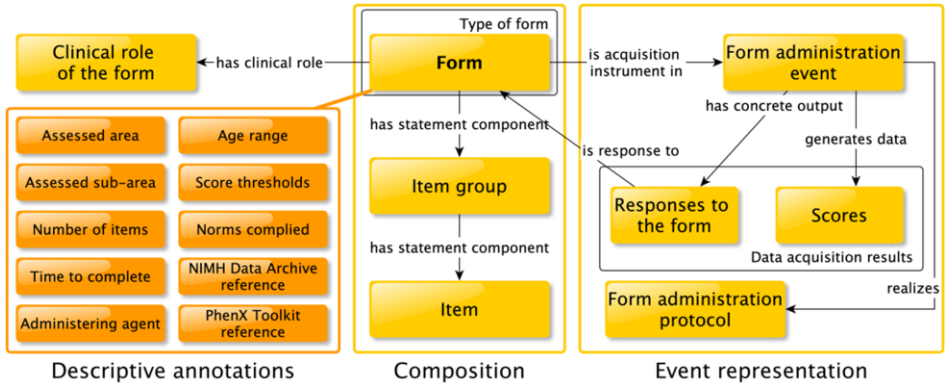 Type of form
Clinical role
of the form
has clinical role
Form
is acquisition
instrument in
Form administration
event
Assessed area
Age range
Assessed sub-area
Score thresholds
Number of items
Norms complied
Time to complete
NIMH Data Archive
reference
Administering agent
PhenX Toolkit
reference
has statement component
Item group
has statement component
Item
has concrete output
generates data
is response to
Responses to
the form
Scores
Data acquisition results
realizes
Form administration
protocol
Descriptive annotations
Composition
Event representation